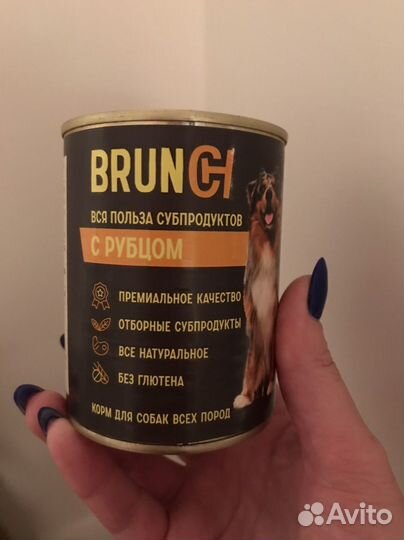 BRUNCH
ВСЯ ПОЛЬЗА СУБПРОДУКТОВ
С РУБЦОМ
ПРЕМИАЛЬНОЕ КАЧЕСТВО
ОТБОРНЫЕ СУБПРОДУКТЫ
ВСЕ НАТУРАЛЬНОЕ
БЕЗ ГЛЮТЕНА
КОРМ ДЛЯ СОБАК ВСЕХ ПОРОД
Avito